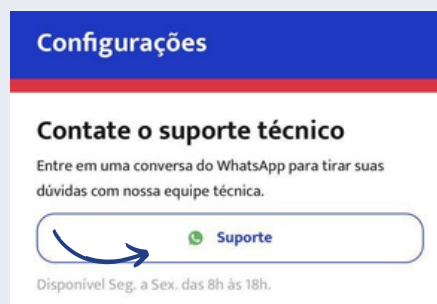 Configurações
Contate o suporte técnico
Entre em uma conversa do WhatsApp para tirar suas
dúvidas com nossa equipe técnica.
Suporte
Disponível Seg. a Sex. das 8h às 18h.